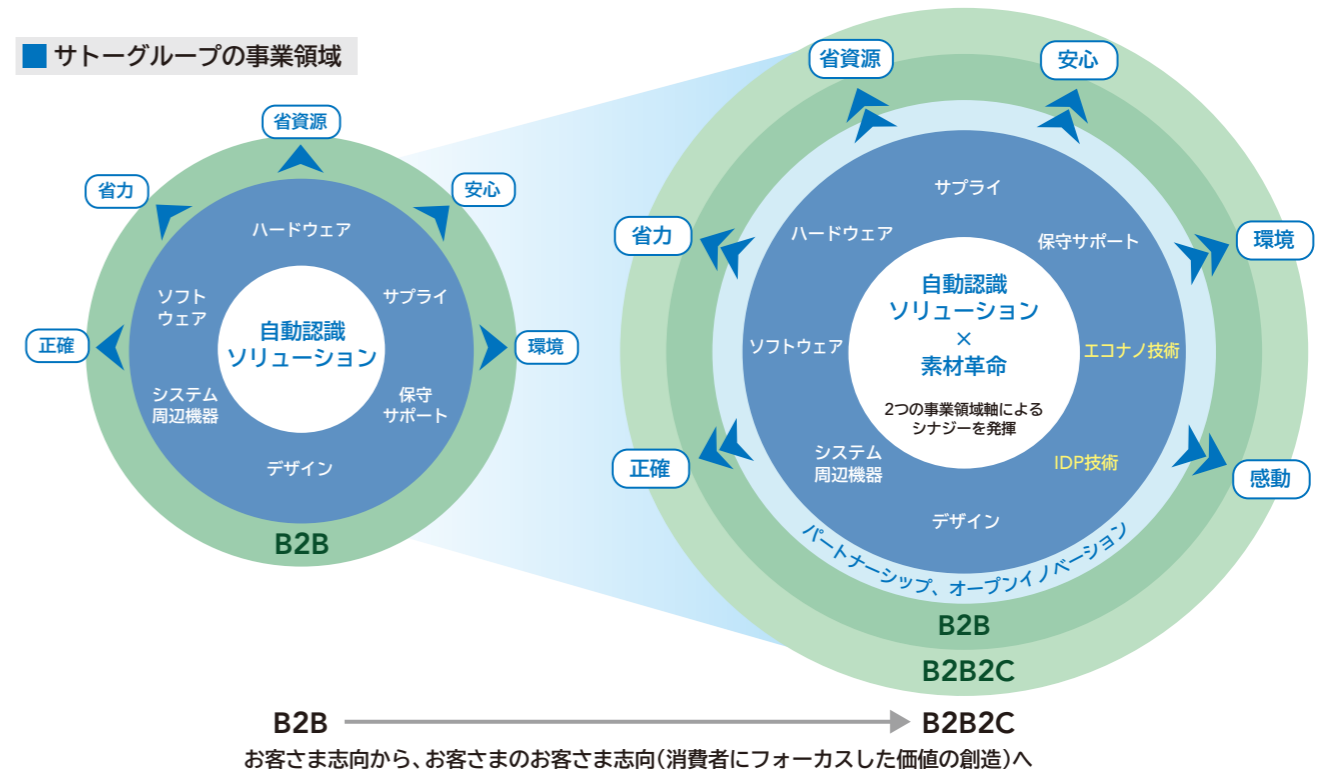 サトーグループの事業領域
省資源
省力
安心
正確
環境
ハードウェア
ソフト
ウェア
サプライ
自動認識
ソリューション
システム
周辺機器
保守
サポート
デザイン
B2B
省資源
安心
省力
環境
正確
感動
サプライ
ハードウェア
保守サポート
ソフトウェア
エコナノ技術
自動認識
ソリューション
×
素材革命
2つの事業領域軸による
シナジーを発揮
システム
周辺機器
IDP技術
デザイン
パートナーシップ、オープンイノベーション
B2B
B2B2C
B2B
B2B2C
お客さま志向から、お客さまのお客さま志向(消費者にフォーカスした価値の創造)へ